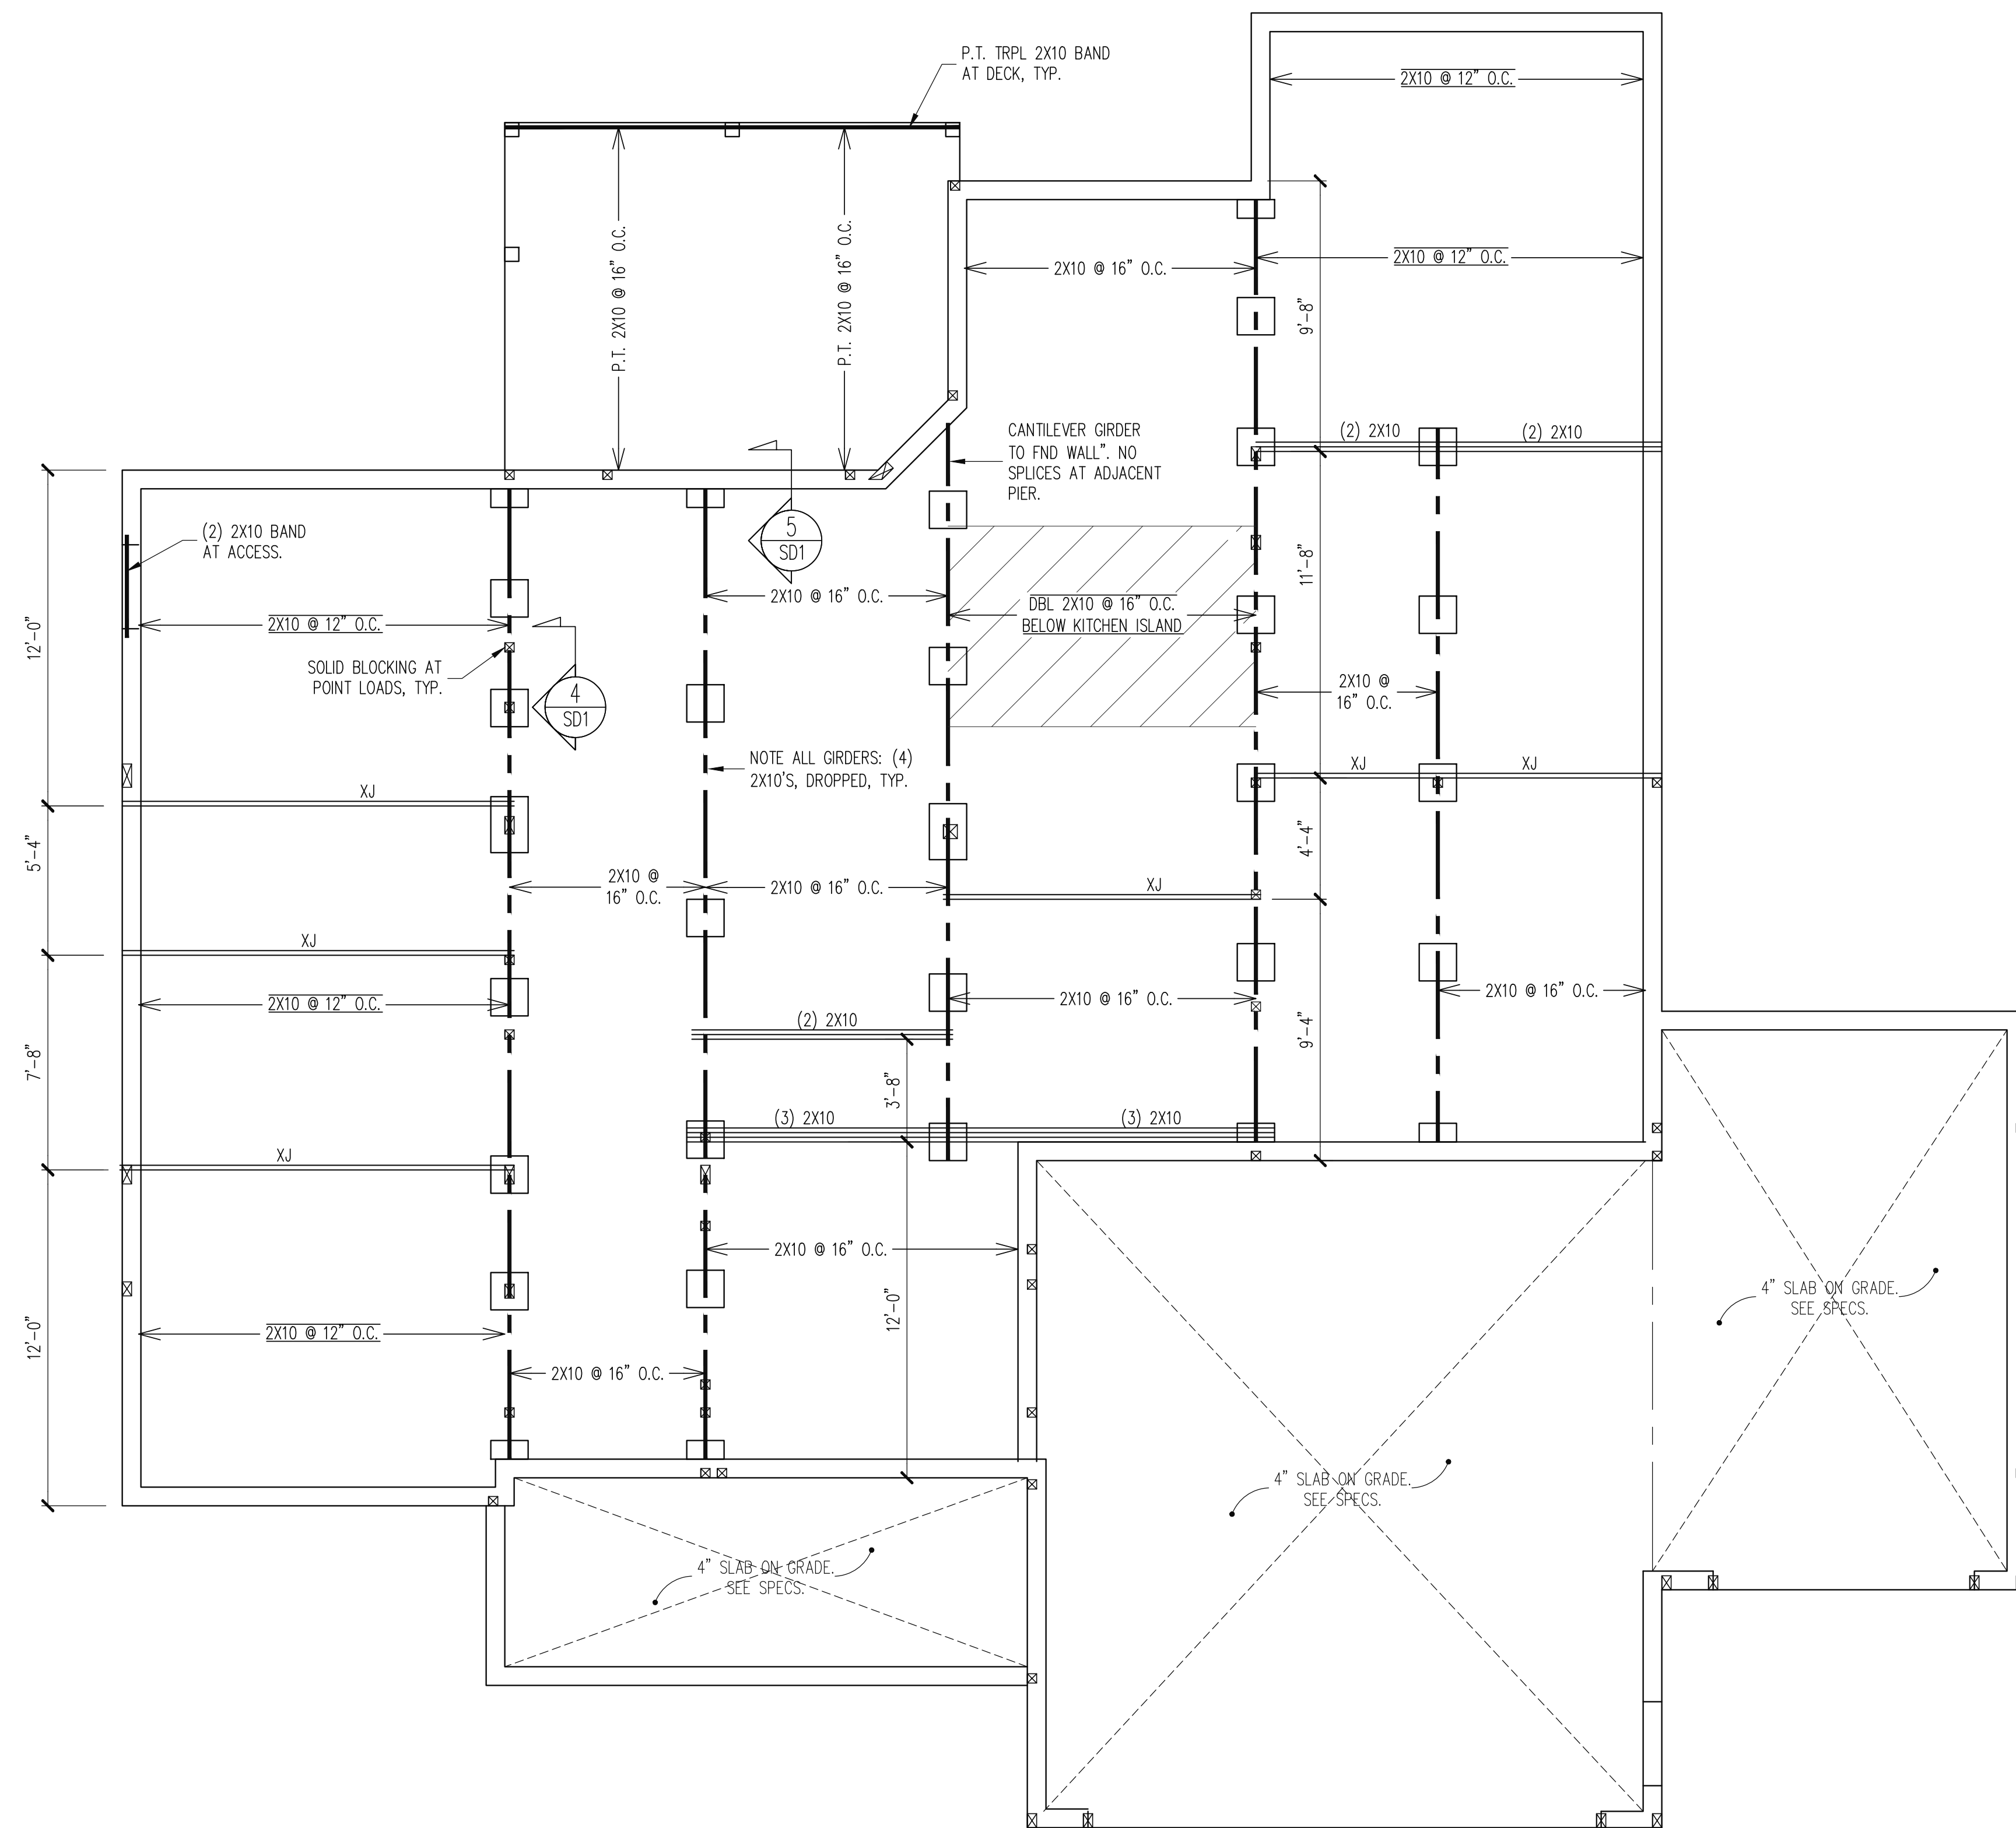 P.T. TRPL 2X10 BAND
AT DECK, TYP.
2X10 @ 12" O.C.
P.T. 2X10 @ 16" O.C.
P.T. 2X10 @ 16" O.C.
2X10 @ 16" O.C.
2X10 @ 12" O.C.
9'-8"
CANTILEVER GIRDER
TO FND WALL". NO
SPLICES AT ADJACENT
PIER.
(2) 2X10
(2) 2X10
(2) 2X10 BAND
AT ACCESS.
5
SD1
11'-8"
12'-0"
2X10 @ 12" O.C.
2X10 @ 16" O.C.
DBL 2X10 @ 16" O.C.
BELOW KITCHEN ISLAND
SOLID BLOCKING AT
POINT LOADS, TYP.
4
SD1
2X10 @
16" O.C.
NOTE ALL GIRDERS: (4)
2X10'S, DROPPED, TYP.
XJ
XJ
XJ
5'-4"
4'-4"
2X10 @
16" O.C.
2X10 @ 16" O.C.
XJ
XJ
2X10 @ 12" O.C.
2X10 @ 16" O.C.
2X10 @ 16" O.C.
(2) 2X10
9'-4"
7'-8"
3'-8"
(3) 2X10
(3) 2X10
XJ
2X10 @ 16" O.C.
12'-0"
12'-0"
2X10 @ 12" O.C.
2X10 @ 16" O.C.
4" SLAB ON GRADE.
SEE SPECS.
4" SLAB ON GRADE.
SEE SPECS.
4" SLAB ON GRADE.
SEE SPECS.